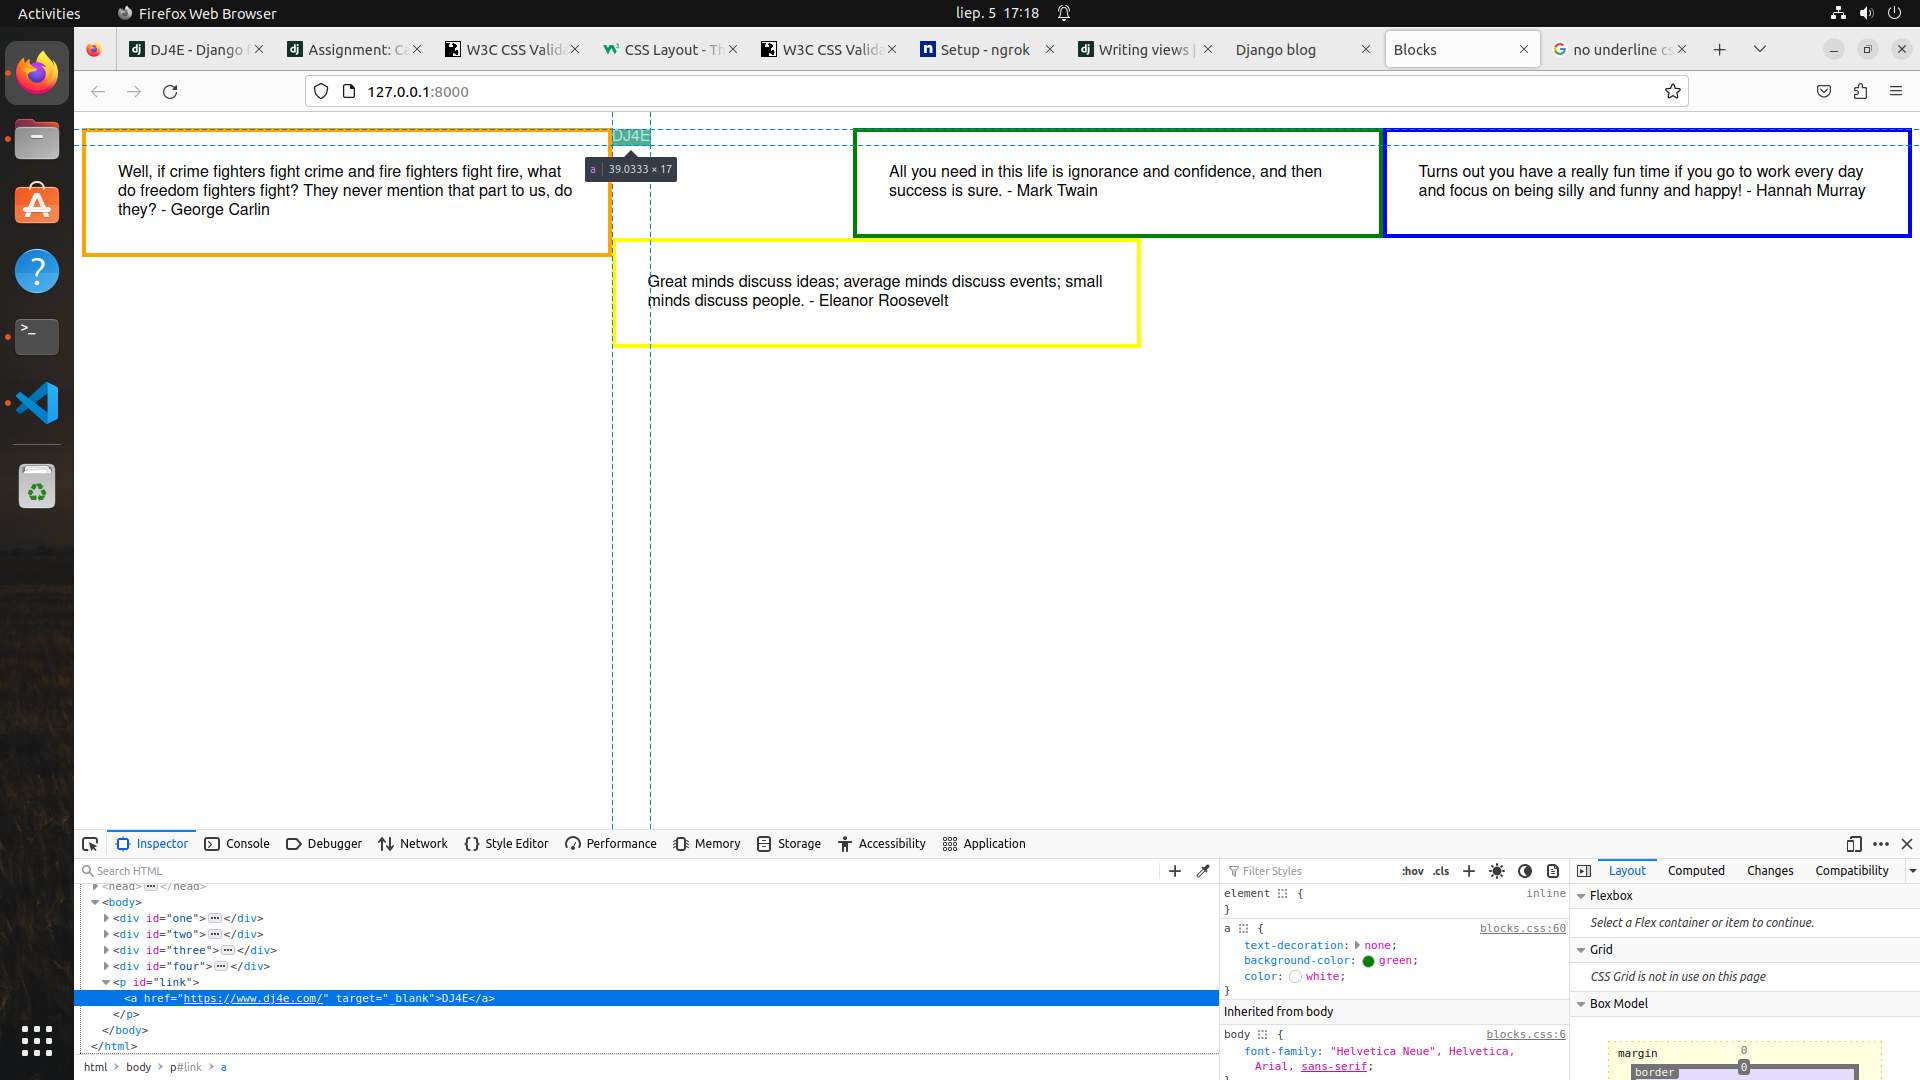 Activities
Firefox Web Browser
liep. 5 17:18
DJ4E - Django f
Assignment: Ca
W3C CSS Valida
CSS Layout - Th
W3C CSS Valida
Setup - ngrok
Writing views |
Django blog
Blocks
no underline cs
127.0.0.1:8000
DJ4E
a 39.0333 × 17
Well, if crime fighters fight crime and fire fighters fight fire, what
do freedom fighters fight? They never mention that part to us, do
they? - George Carlin
All you need in this life is ignorance and confidence, and then
success is sure. - Mark Twain
Turns out you have a really fun time if you go to work every day
and focus on being silly and funny and happy! - Hannah Murray
Great minds discuss ideas; average minds discuss events; small
minds discuss people. - Eleanor Roosevelt
Inspector
Console
Debugger
Network
Style Editor
Performance
Memory
Storage
Accessibility
Application
Search HTML
<head>···</head>
<body>
<div id="one">···</div>
<div id="two">···</div>
<div id="three">···</div>
<div id="four">···</div>
<p id="link">
<a href="https://www.dj4e.com/" target="_blank">DJ4E</a>
</p>
</body>
</html>
html > body > p#link > a
Filter Styles
:hov .cls
element { inline
}
a { blocks.css:60
text-decoration: none;
background-color: green;
color: white;
}
Inherited from body
body { blocks.css:6
font-family: "Helvetica Neue", Helvetica,
Arial, sans-serif;
Layout
Computed
Changes
Compatibility
Flexbox
Select a Flex container or item to continue.
Grid
CSS Grid is not in use on this page
Box Model
margin 0
border 0